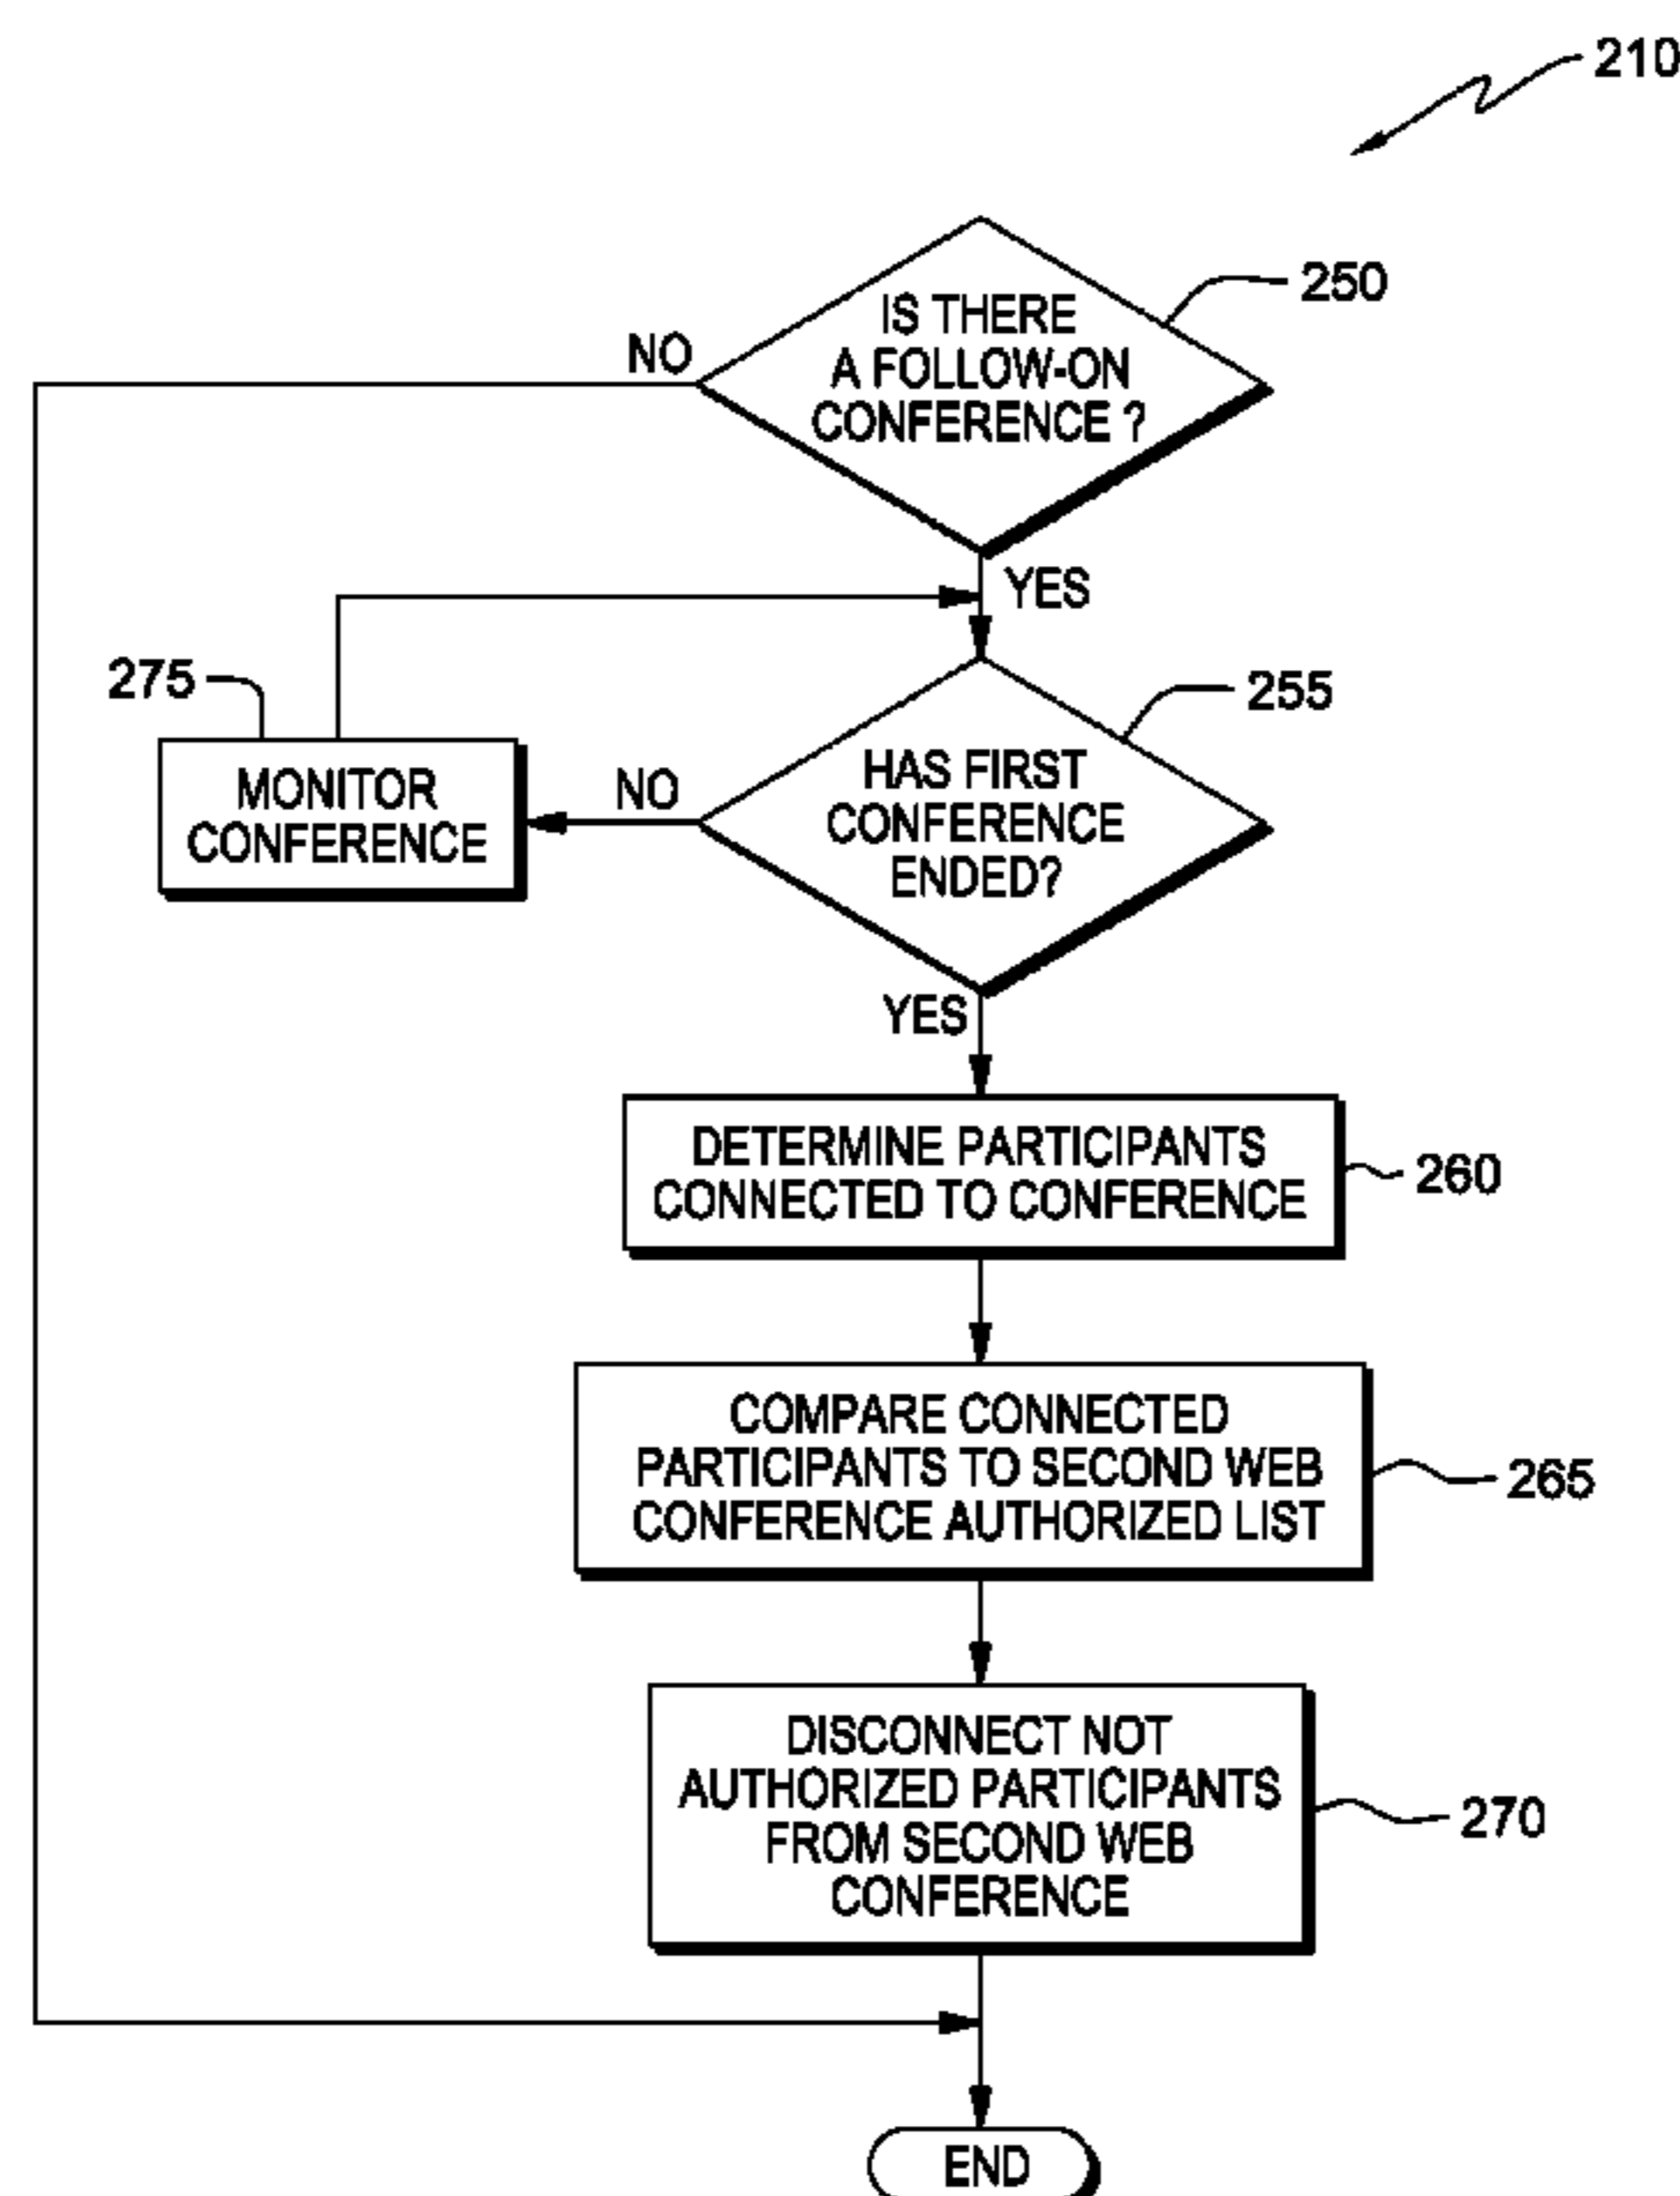 210
250
IS THERE
A FOLLOW-ON
CONFERENCE ?
NO
YES
275
255
MONITOR
CONFERENCE
NO
HAS FIRST
CONFERENCE
ENDED?
YES
DETERMINE PARTICIPANTS
CONNECTED TO CONFERENCE
260
COMPARE CONNECTED
PARTICIPANTS TO SECOND WEB
CONFERENCE AUTHORIZED LIST
265
DISCONNECT NOT
AUTHORIZED PARTICIPANTS
FROM SECOND WEB
CONFERENCE
270
END